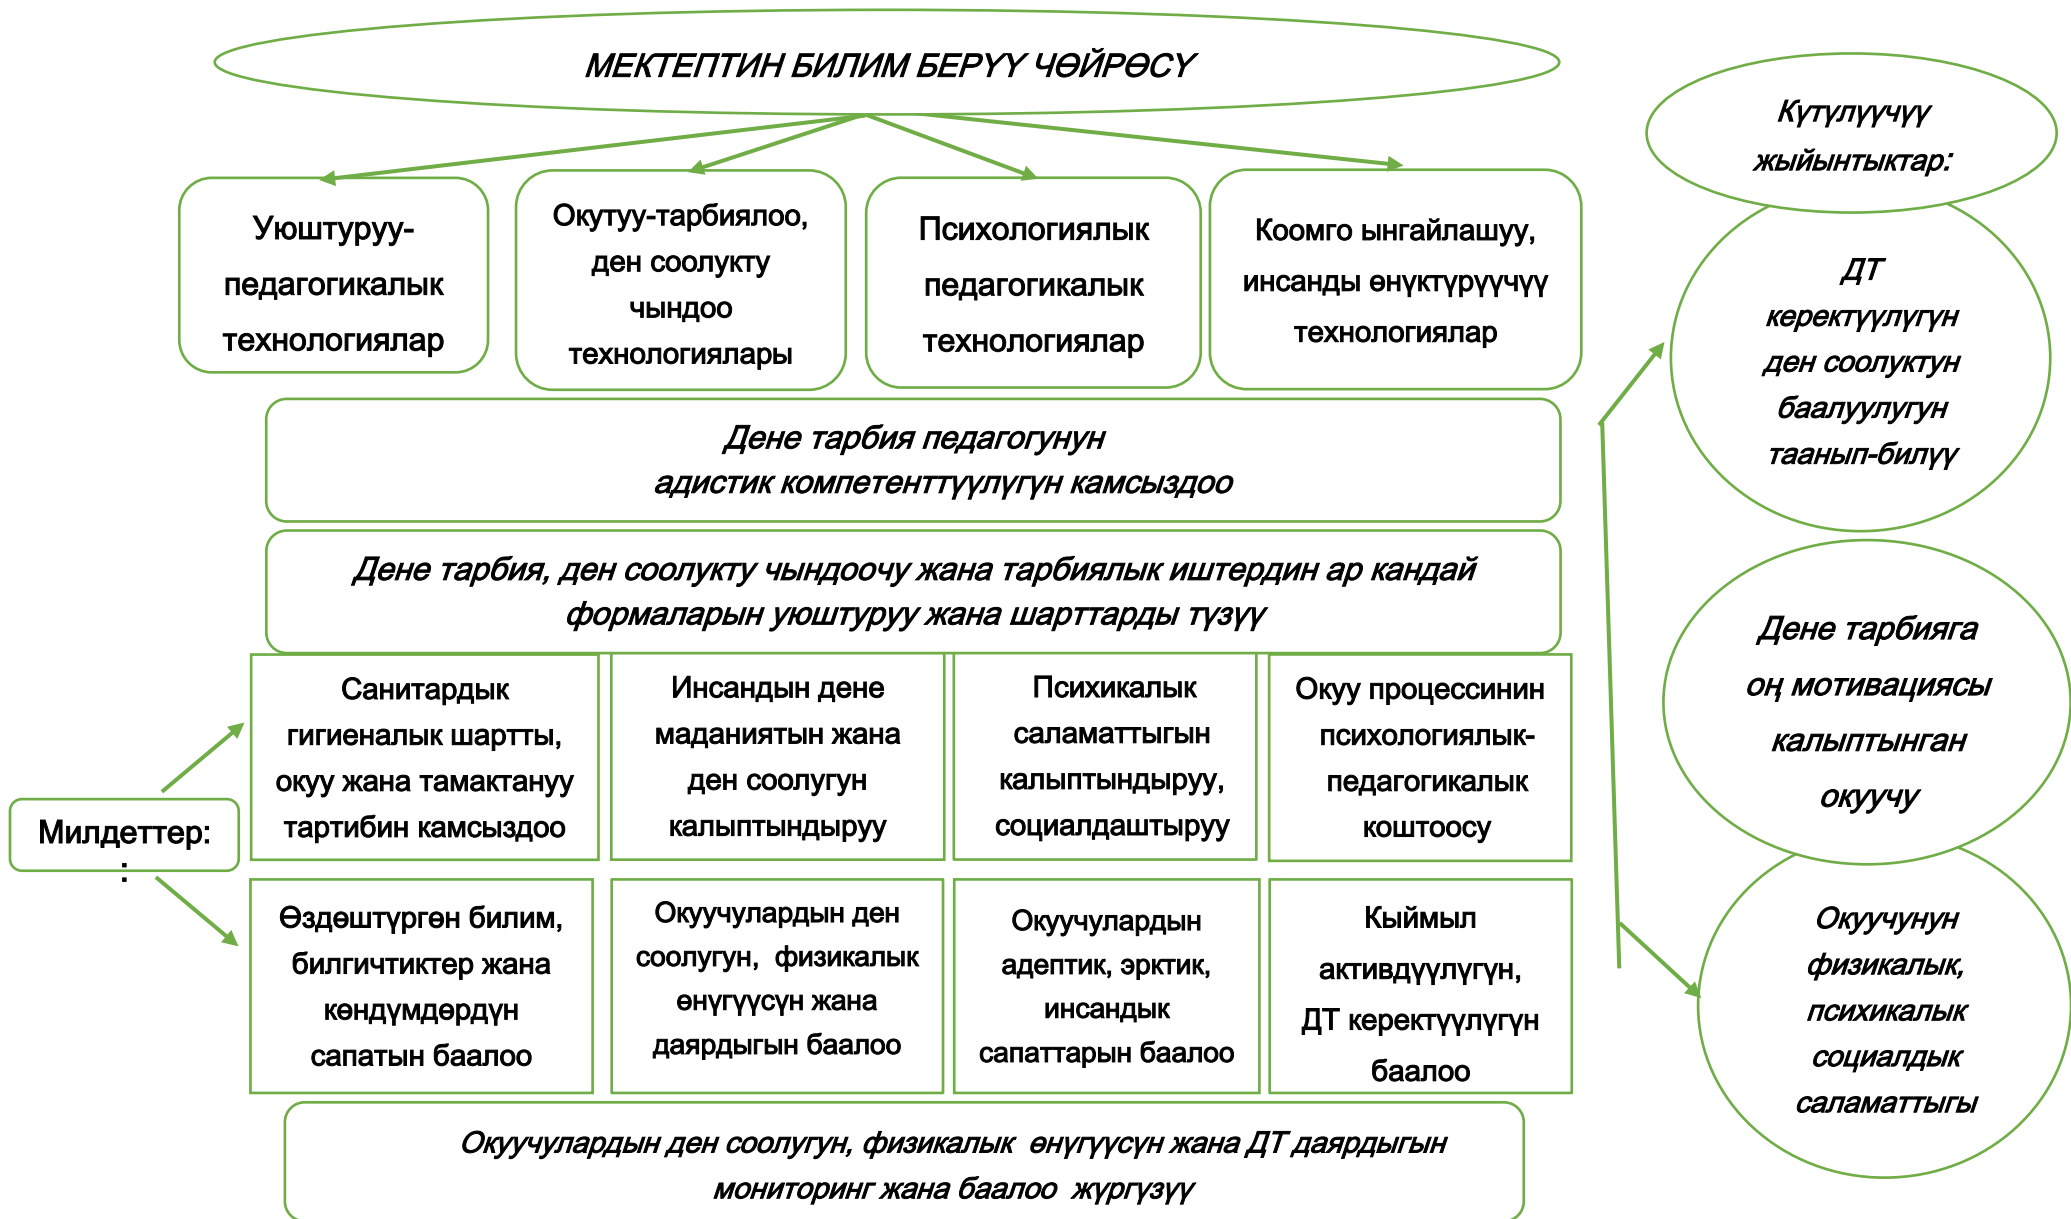 МЕКТЕПТИН БИЛИМ БЕРҮҮ ЧӨЙРӨСҮ
Уюштуруу-
педагогикалык
технологиялар
Окутуу-тарбиялоо,
ден соолукту
чындоо
технологиялары
Психологиялык
педагогикалык
технологиялар
Коомго ынгайлашуу,
инсанды өнүктүрүүчүү
технологиялар
Дене тарбия педагогунун
адистик компетенттүүлүгүн камсыздоо
Дене тарбия, ден соолукту чындоочу жана тарбиялык иштердин ар кандай
формаларын уюштуруу жана шарттарды түзүү
Милдеттер:
:
Санитардык
гигиеналык шартты,
окуу жана тамактануу
тартибин камсыздоо
Инсандын дене
маданиятын жана
ден соолугун
калыптындыруу
Психикалык
саламаттыгын
калыптындыруу,
социалдаштыруу
Окуу процессинин
психологиялык-
педагогикалык
коштоосу
Өздөштүргөн билим,
билгичтиктер жана
көндүмдөрдүн
сапатын баалоо
Окуучулардын ден
соолугун, физикалык
өнүгүүсүн жана
даярдыгын баалоо
Окуучулардын
адептик, эрктик,
инсандык
сапаттарын баалоо
Кыймыл
активдүүлүгүн,
ДТ керектүүлүгүн
баалоо
Окуучулардын ден соолугун, физикалык өнүгүүсүн жана ДТ даярдыгын
мониторинг жана баалоо жүргүзүү
Күтүлүүчүү
жыйынтыктар:
ДТ
керектүүлүгүн
ден соолуктун
баалуулугун
таанып-билүү
Дене тарбияга
оң мотивациясы
калыптынган
окуучу
Окуучунун
физикалык,
психикалык
социалдык
саламаттыгы